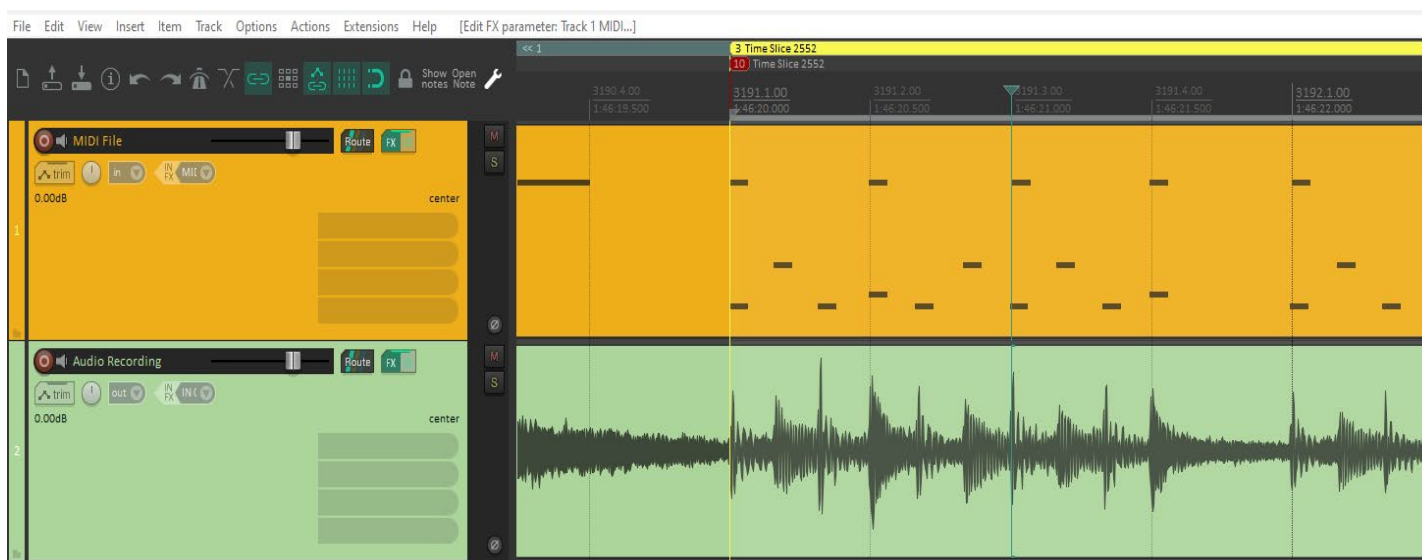 File Edit View Insert Item Track Options Actions Extensions Help [Edit FX parameter: Track 1 MIDI...]
<< 1 3 Time Slice 2552
10 Time Slice 2552
Show notes Open Note
3190.4.00 3191.1.00 3191.2.00 3191.3.00 3191.4.00 3192.1.00
1:46:19.500 1:46:20.000 1:46:20.500 1:46:21.000 1:46:21.500 1:46:22.000
MIDI File Route FX M
S
trim in IN FX MIC
0.00dB center
1
Audio Recording Route FX M
S
trim out IN FX IN(
0.00dB center
2